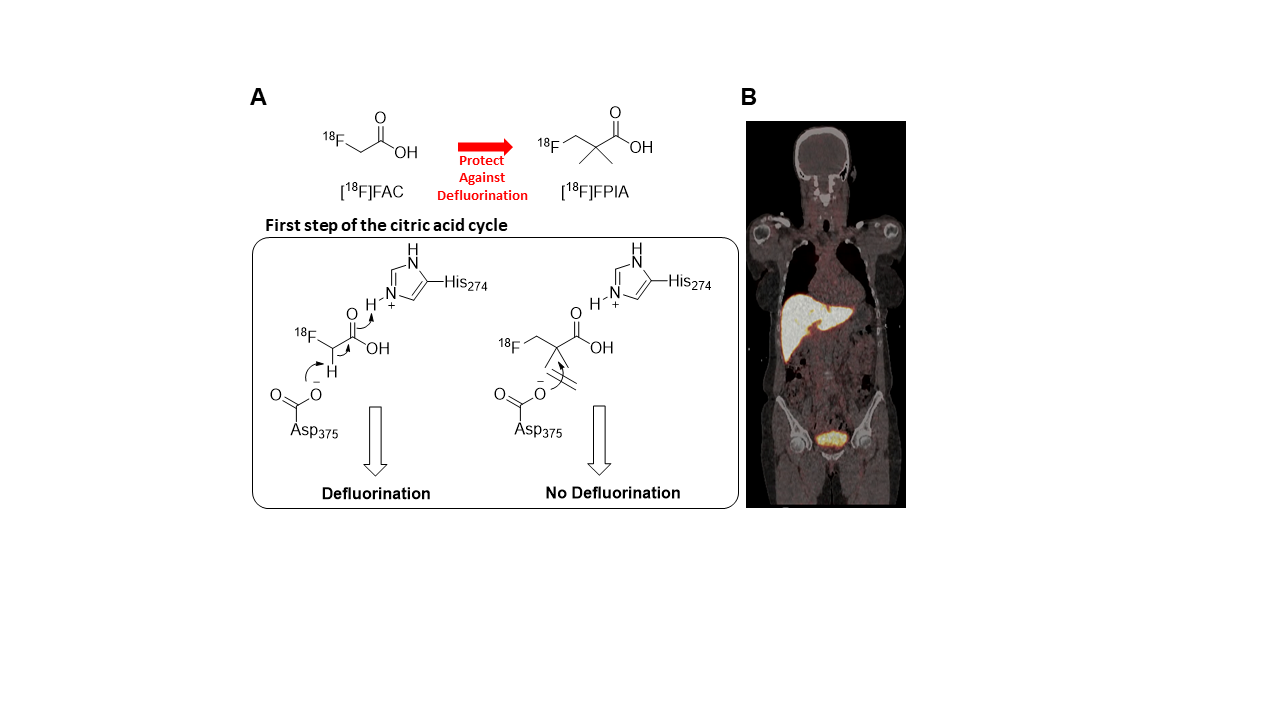 A
B
18F
O
OH
[18F]FAC
Protect
Against
Defluorination
18F
O
OH
[18F]FPIA
First step of the citric acid cycle
H
N
His274
H
N
+
18F
O
OH
H
O
O
−
Asp375
Defluorination
H
N
His274
H
N
+
18F
O
OH
O
O
−
Asp375
No Defluorination